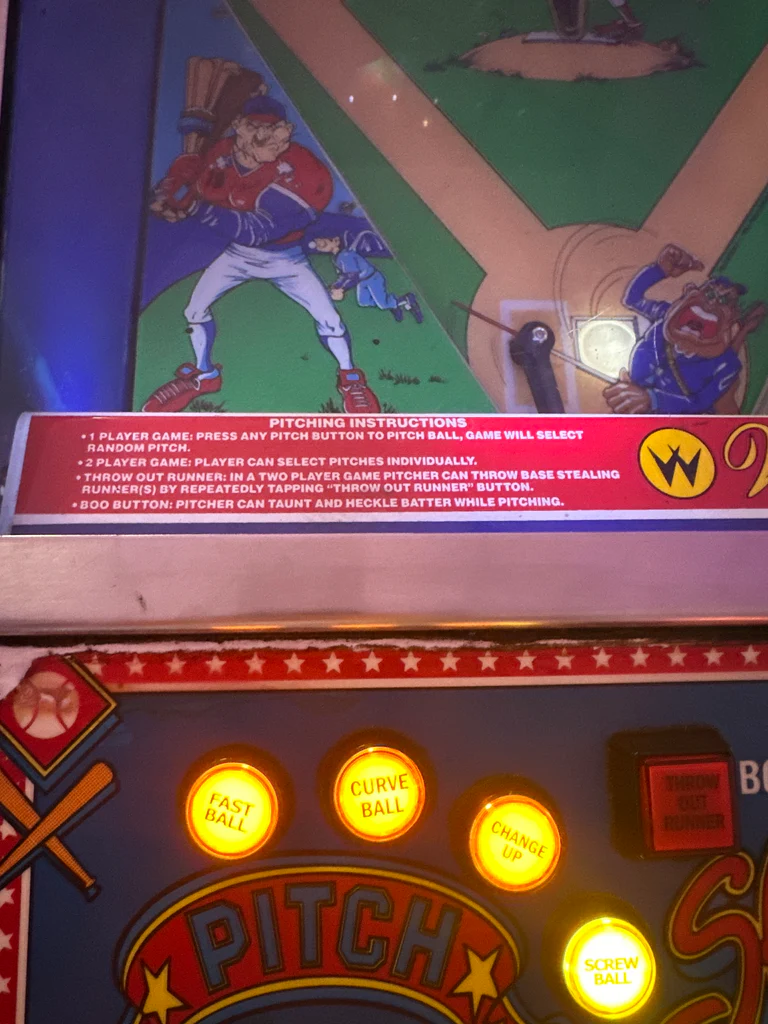 PITCHING INSTRUCTIONS
• 1 PLAYER GAME: PRESS ANY PITCH BUTTON TO PITCH BALL, GAME WILL SELECT
RANDOM PITCH.
• 2 PLAYER GAME: PLAYER CAN SELECT PITCHES INDIVIDUALLY.
• THROW OUT RUNNER: IN A TWO PLAYER GAME PITCHER CAN THROW BASE STEALING
RUNNER(S) BY REPEATEDLY TAPPING "THROW OUT RUNNER" BUTTON.
• BOO BUTTON: PITCHER CAN TAUNT AND HECKLE BATTER WHILE PITCHING.
W
FAST
BALL
CURVE
BALL
CHANGE
UP
THROW
OUT
RUNNER
SCREW
BALL
PITCH